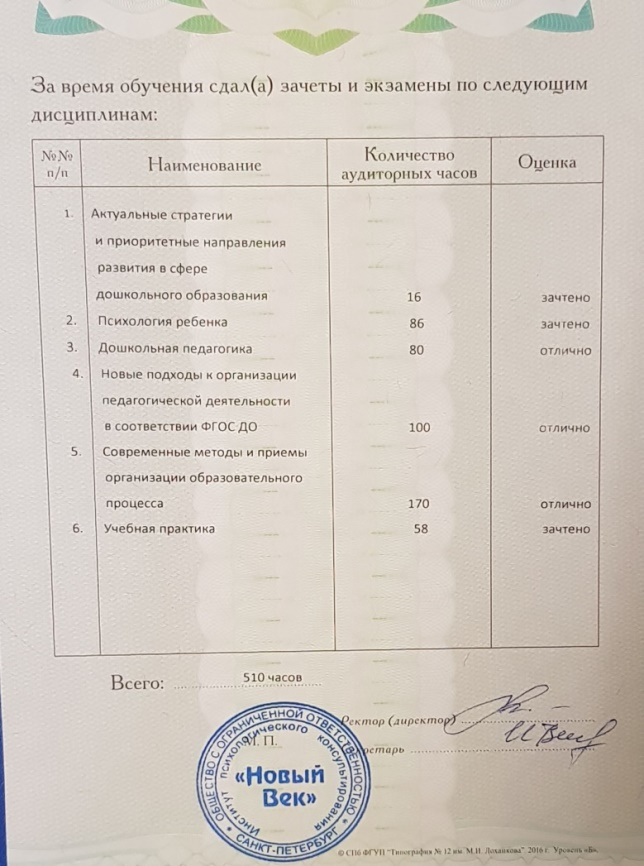 За время обучения сдал(а) зачеты и экзамены по следующим
дисциплинам:
№№ п/п Наименование Количество аудиторных часов Оценка
1. Актуальные стратегии
и приоритетные направления
развития в сфере
дошкольного образования 16 зачтено
2. Психология ребенка 86 зачтено
3. Дошкольная педагогика 80 отлично
4. Новые подходы к организации
педагогической деятельности
в соответствии ФГОС ДО 100 отлично
5. Современные методы и приемы
организации образовательного
процесса 170 отлично
6. Учебная практика 58 зачтено
Всего: 510 часов
Ректор (директор)
М. П.
ОБЩЕСТВО С ОГРАНИЧЕННОЙ ОТВЕТСТВЕННОСТЬЮ
Институт психологического консультирования
«Новый
Век»
САНКТ-ПЕТЕРБУРГ
© СПб ФГУП "Типография № 12 им. М.И. Лоханкова". 2016 г. Уровень «Б».